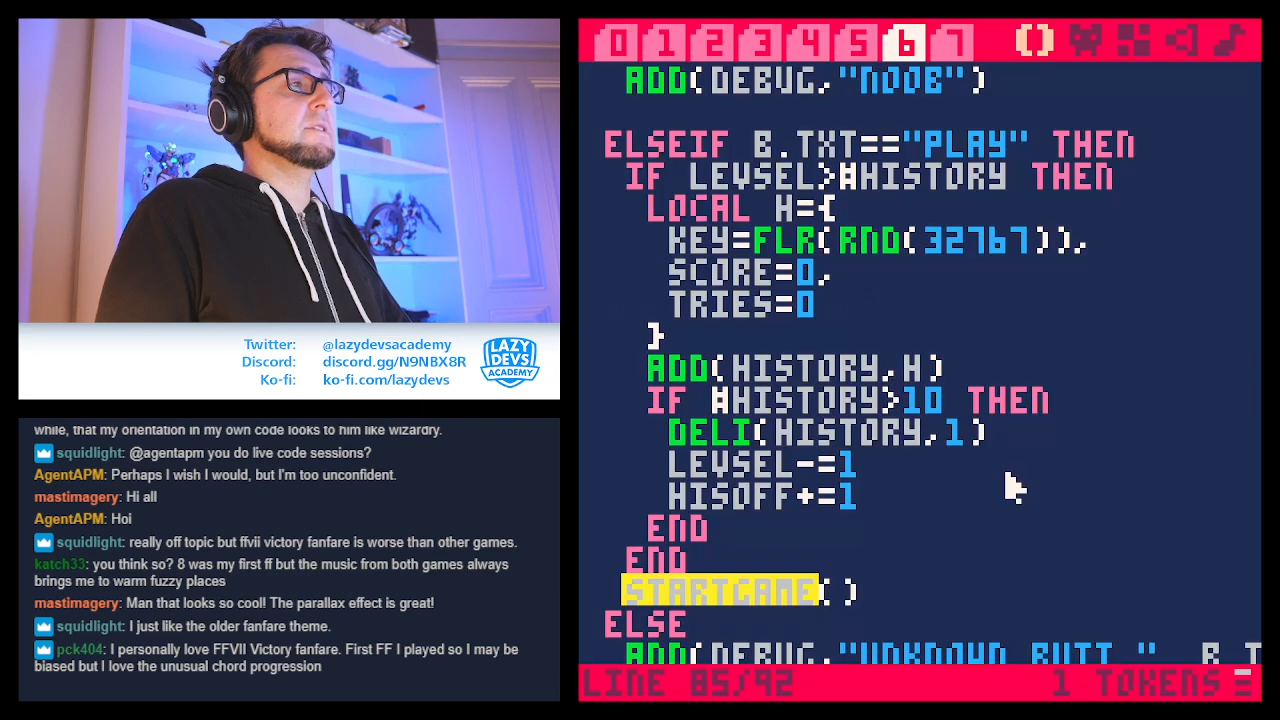 Twitter: @lazydevsacademy
Discord: discord.gg/N9NBX8R
Ko-fi: ko-fi.com/lazydevs
LAZY
DEVS
ACADEMY
while, that my orientation in my own code looks to him like wizardry.
squidlight: @agentapm you do live code sessions?
AgentAPM: Perhaps I wish I would, but I'm too unconfident.
mastimagery: Hi all
AgentAPM: Hoi
squidlight: really off topic but ffvii victory fanfare is worse than other games.
katch33: you think so? 8 was my first ff but the music from both games always
brings me to warm fuzzy places
mastimagery: Man that looks so cool! The parallax effect is great!
squidlight: I just like the older fanfare theme.
pck404: I personally love FFVII Victory fanfare. First FF I played so I may be
biased but I love the unusual chord progression
0 1 2 3 4 5 6 7 ()
ADD(DEBUG,"NOOB")
ELSEIF B.TXT=="PLAY" THEN
IF LEVSEL>#HISTORY THEN
LOCAL H={
KEY=FLR(RND(32767)),
SCORE=0,
TRIES=0
}
ADD(HISTORY,H)
IF #HISTORY>10 THEN
DELI(HISTORY,1)
LEVSEL-=1
HISOFF+=1
END
END
STARTGAME()
ELSE
ADD(DEBUG,"UNKNOWN BUTT "
LINE 85/92 1 TOKENS